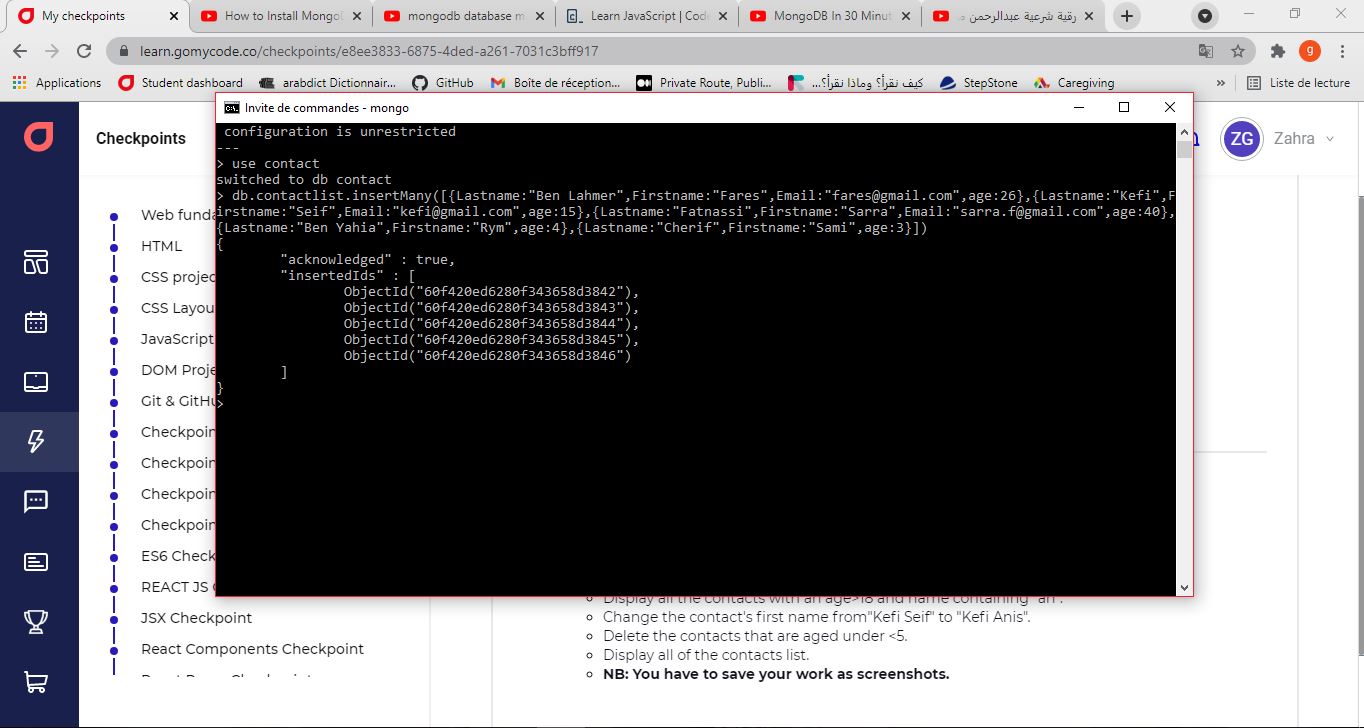 My checkpoints
How to Install Mongo
mongodb database m
Learn JavaScript | Code
MongoDB In 30 Minut
رقية شرعية عبدالرحمن م
learn.gomycode.co/checkpoints/e8ee3833-6875-4ded-a261-7031c3bff917
g
Applications
Student dashboard
arabdict Dictionnair...
GitHub
Boîte de réception...
Private Route, Publi...
كيف نقرأ؟ وماذا نقرأ؟...
StepStone
Caregiving
»
Liste de lecture
Invite de commandes - mongo
Checkpoints
ZG
Zahra
configuration is unrestricted
---
> use contact
switched to db contact
> db.contactlist.insertMany([{Lastname:"Ben Lahmer",Firstname:"Fares",Email:"fares@gmail.com",age:26},{Lastname:"Kefi",F
irstname:"Seif",Email:"kefi@gmail.com",age:15},{Lastname:"Fatnassi",Firstname:"Sarra",Email:"sarra.f@gmail.com",age:40},
{Lastname:"Ben Yahia",Firstname:"Rym",age:4},{Lastname:"Cherif",Firstname:"Sami",age:3}])
{
"acknowledged" : true,
"insertedIds" : [
ObjectId("60f420ed6280f343658d3842"),
ObjectId("60f420ed6280f343658d3843"),
ObjectId("60f420ed6280f343658d3844"),
ObjectId("60f420ed6280f343658d3845"),
ObjectId("60f420ed6280f343658d3846")
]
}
>
Web funda
HTML
CSS projec
CSS Layou
JavaScript
DOM Proje
Git & GitHu
Checkpoin
Checkpoin
Checkpoin
Checkpoin
ES6 Check
REACT JS
JSX Checkpoint
React Components Checkpoint
Display all the contacts with an age>18 and name containing "an".
Change the contact's first name from"Kefi Seif" to "Kefi Anis".
Delete the contacts that are aged under <5.
Display all of the contacts list.
NB: You have to save your work as screenshots.